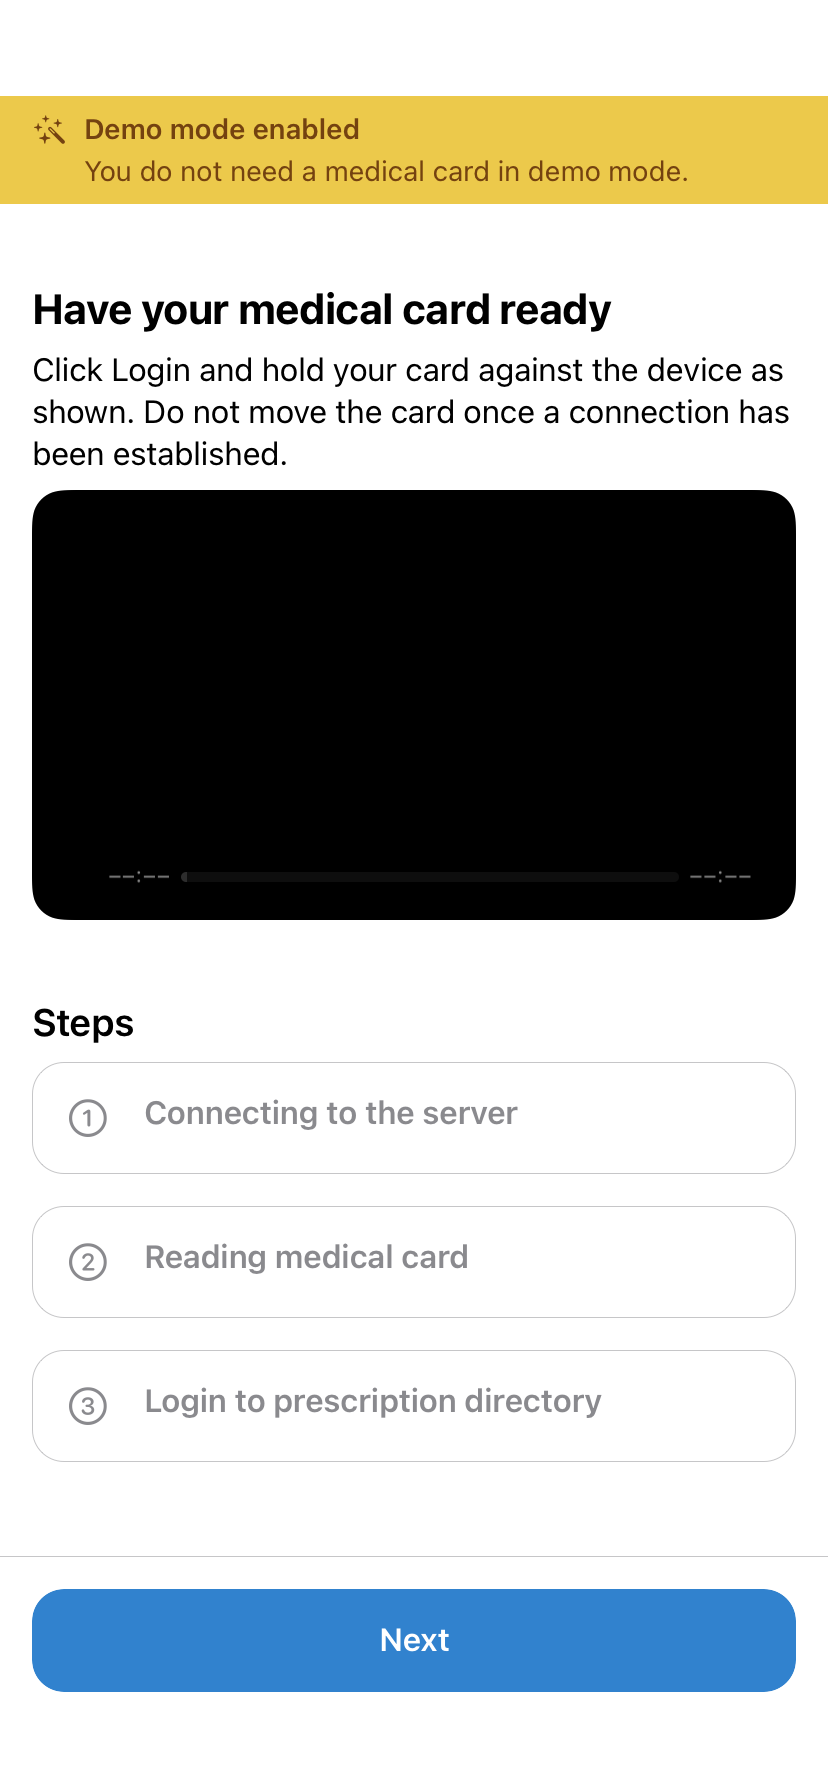 Demo mode enabled
You do not need a medical card in demo mode.
Have your medical card ready
Click Login and hold your card against the device as
shown. Do not move the card once a connection has
been established.
--:-- --:--
Steps
1 Connecting to the server
2 Reading medical card
3 Login to prescription directory
Next